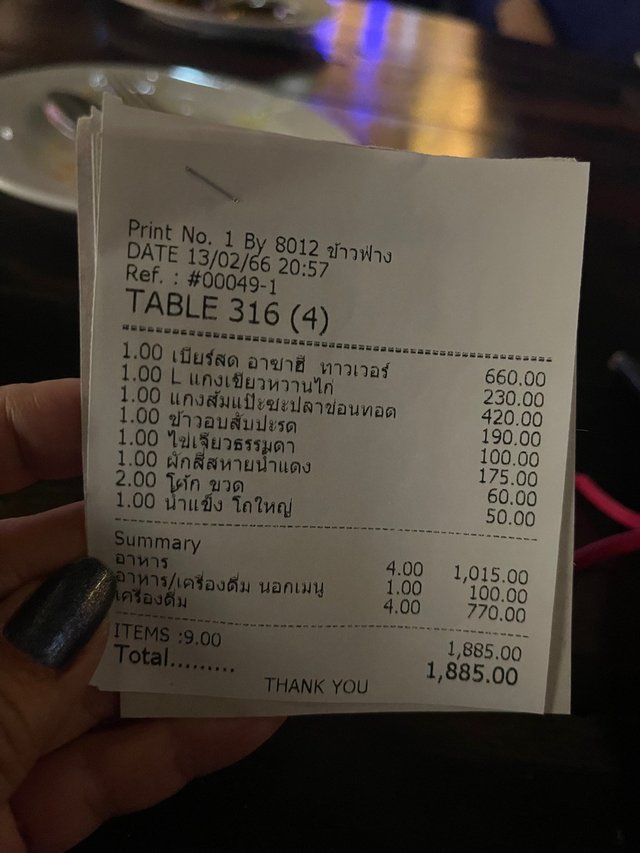 Print No. 1 By 8012 ข้าวฟ่าง
DATE 13/02/66 20:57
Ref. : #00049-1
TABLE 316 (4)
1.00 เบียร์สด อาซาฮี ทาวเวอร์ 660.00
1.00 L แกงเขียวหวานไก่ 230.00
1.00 แกงส้มแป๊ะซะปลาช่อนทอด 420.00
1.00 ข้าวอบสับปะรด 190.00
1.00 ไข่เจียวธรรมดา 100.00
1.00 ผักสี่สหายน้ำแดง 175.00
2.00 โค้ก ขวด 60.00
1.00 น้ำแข็ง โถใหญ่ 50.00
Summary
อาหาร 4.00 1,015.00
อาหาร/เครื่องดื่ม นอกเมนู 1.00 100.00
เครื่องดื่ม 4.00 770.00
ITEMS :9.00 1,885.00
Total......... 1,885.00
THANK YOU